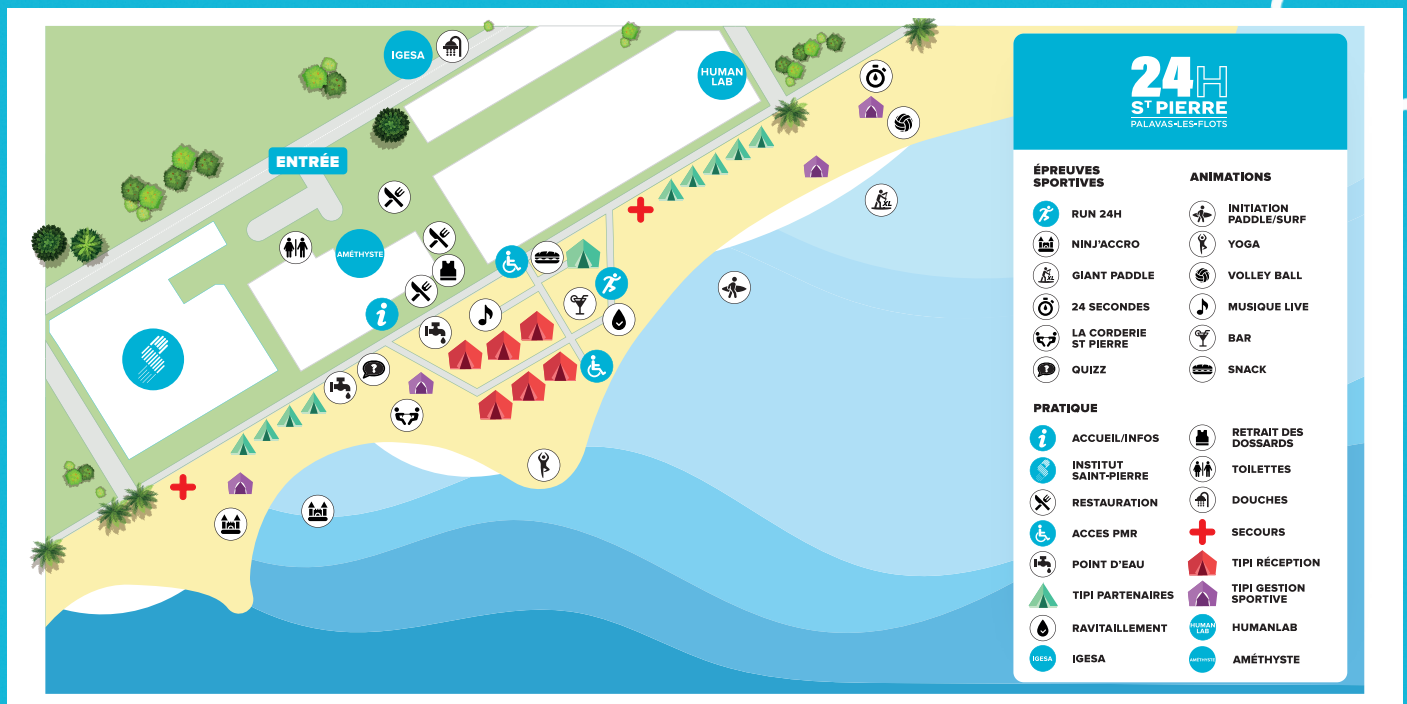 IGESA
HUMAN
LAB
ENTRÉE
AMÉTHYSTE
i
XL
24H
ST PIERRE
PALAVAS-LES-FLOTS
ÉPREUVES
SPORTIVES
RUN 24H
NINJ'ACCRO
XL
GIANT PADDLE
24 SECONDES
LA CORDERIE
ST PIERRE
?
QUIZZ
ANIMATIONS
INITIATION
PADDLE/SURF
YOGA
VOLLEY BALL
MUSIQUE LIVE
BAR
SNACK
PRATIQUE
i
ACCUEIL/INFOS
INSTITUT
SAINT-PIERRE
RESTAURATION
ACCES PMR
POINT D'EAU
TIPI PARTENAIRES
RAVITAILLEMENT
IGESA
IGESA
RETRAIT DES
DOSSARDS
TOILETTES
DOUCHES
SECOURS
TIPI RÉCEPTION
TIPI GESTION
SPORTIVE
HUMAN
LAB
HUMANLAB
AMÉTHYSTE
AMÉTHYSTE